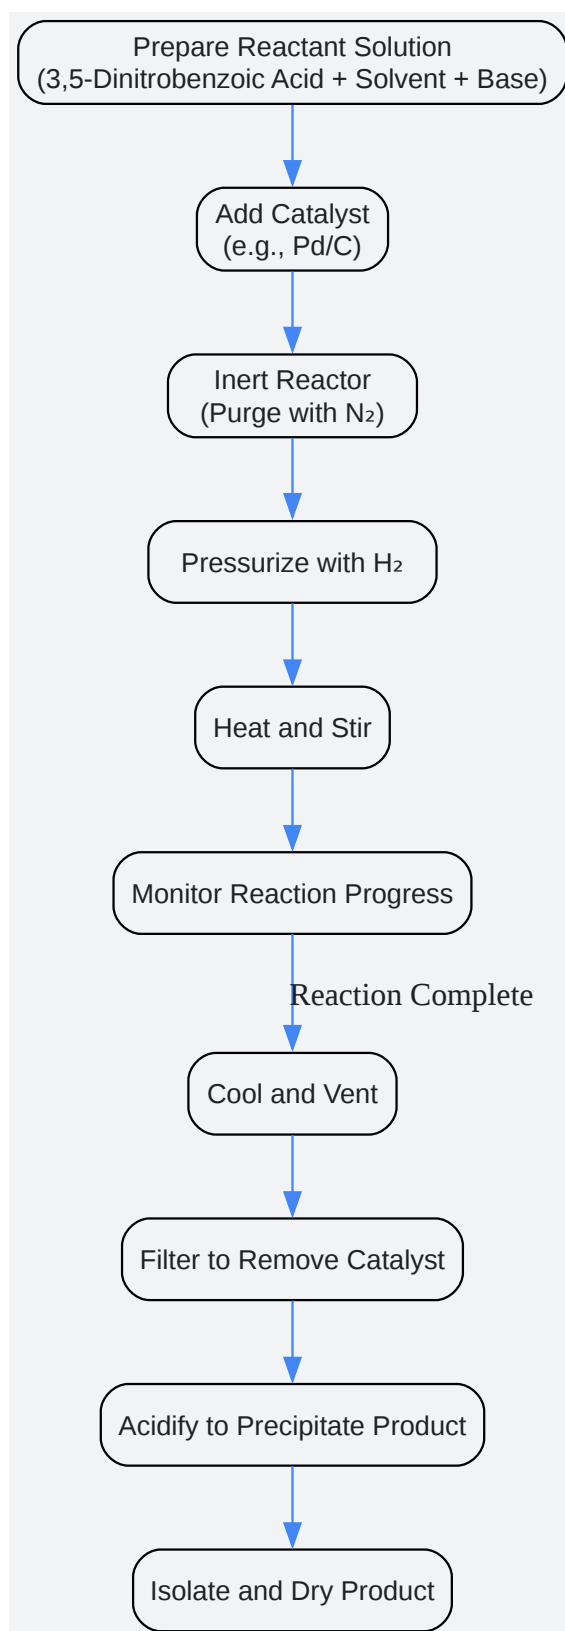 Prepare Reactant Solution
(3,5-Dinitrobenzoic Acid + Solvent + Base)
Add Catalyst
(e.g., Pd/C)
Inert Reactor
(Purge with N₂)
Pressurize with H₂
Heat and Stir
Monitor Reaction Progress
Reaction Complete
Cool and Vent
Filter to Remove Catalyst
Acidify to Precipitate Product
Isolate and Dry Product